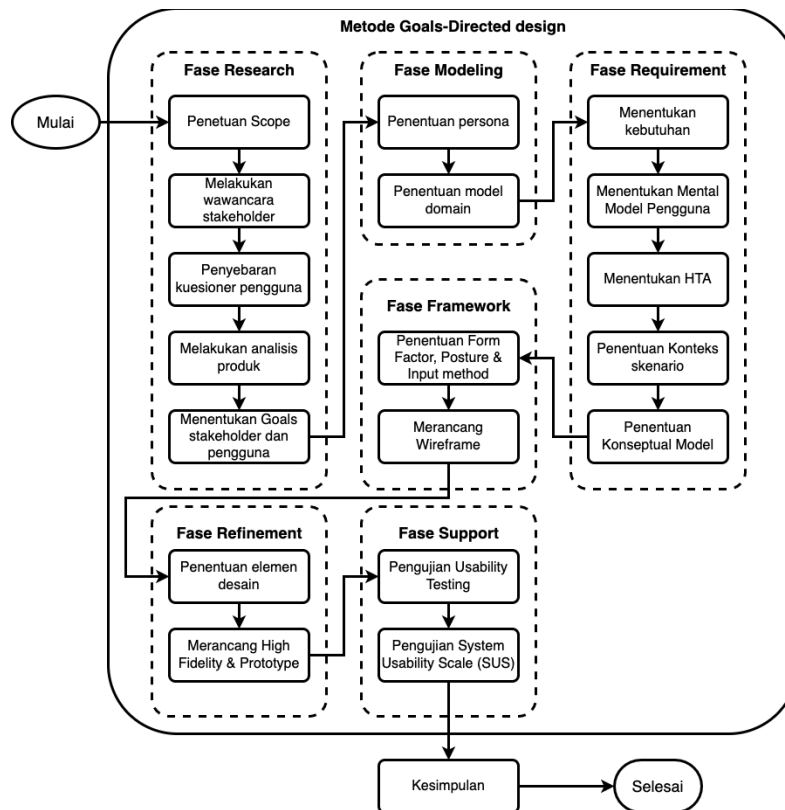 Metode Goals-Directed design
Fase Research
Mulai
Penetuan Scope
Melakukan
wawancara
stakeholder
Penyebaran
kuesioner pengguna
Melakukan analisis
produk
Menentukan Goals
stakeholder dan
pengguna
Fase Modeling
Penentuan persona
Penentuan model
domain
Fase Requirement
Menentukan
kebutuhan
Menentukan Mental
Model Pengguna
Menentukan HTA
Penentuan Konteks
skenario
Penentuan
Konseptual Model
Fase Framework
Penentuan Form
Factor, Posture &
Input method
Merancang
Wireframe
Fase Refinement
Penentuan elemen
desain
Merancang High
Fidelity & Prototype
Fase Support
Pengujian Usability
Testing
Pengujian System
Usability Scale (SUS)
Kesimpulan
Selesai